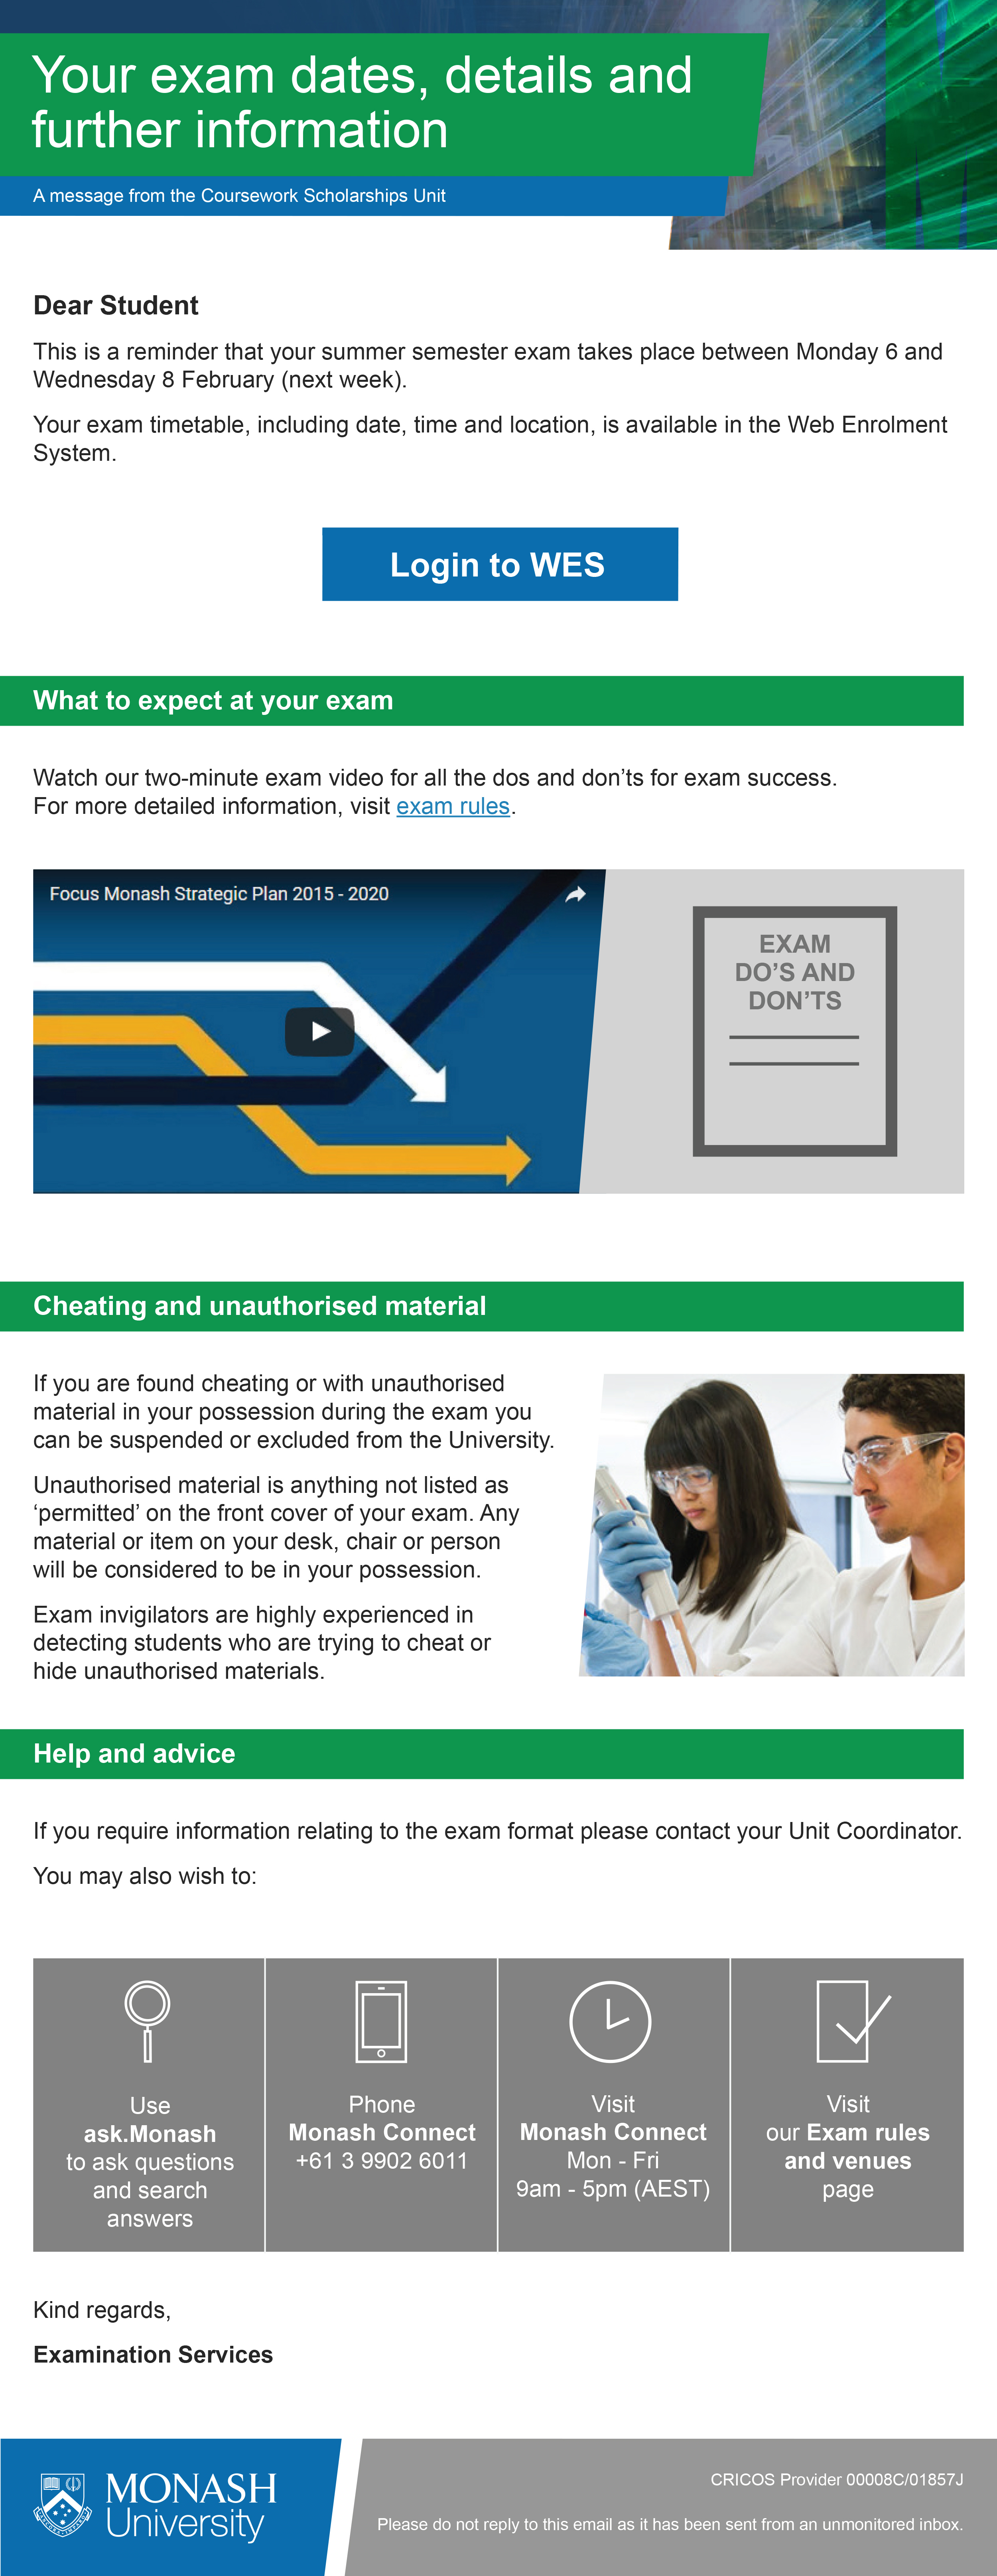 Your exam dates, details and
further information
A message from the Coursework Scholarships Unit
Dear Student
This is a reminder that your summer semester exam takes place between Monday 6 and
Wednesday 8 February (next week).
Your exam timetable, including date, time and location, is available in the Web Enrolment
System.
Login to WES
What to expect at your exam
Watch our two-minute exam video for all the dos and don’ts for exam success.
For more detailed information, visit exam rules.
Focus Monash Strategic Plan 2015 - 2020
EXAM
DO’S AND
DON’TS
Cheating and unauthorised material
If you are found cheating or with unauthorised
material in your possession during the exam you
can be suspended or excluded from the University.
Unauthorised material is anything not listed as
‘permitted’ on the front cover of your exam. Any
material or item on your desk, chair or person
will be considered to be in your possession.
Exam invigilators are highly experienced in
detecting students who are trying to cheat or
hide unauthorised materials.
Help and advice
If you require information relating to the exam format please contact your Unit Coordinator.
You may also wish to:
Use
ask.Monash
to ask questions
and search
answers
Phone
Monash Connect
+61 3 9902 6011
Visit
Monash Connect
Mon - Fri
9am - 5pm (AEST)
Visit
our Exam rules
and venues
page
Kind regards,
Examination Services
MONASH
University
CRICOS Provider 00008C/01857J
Please do not reply to this email as it has been sent from an unmonitored inbox.